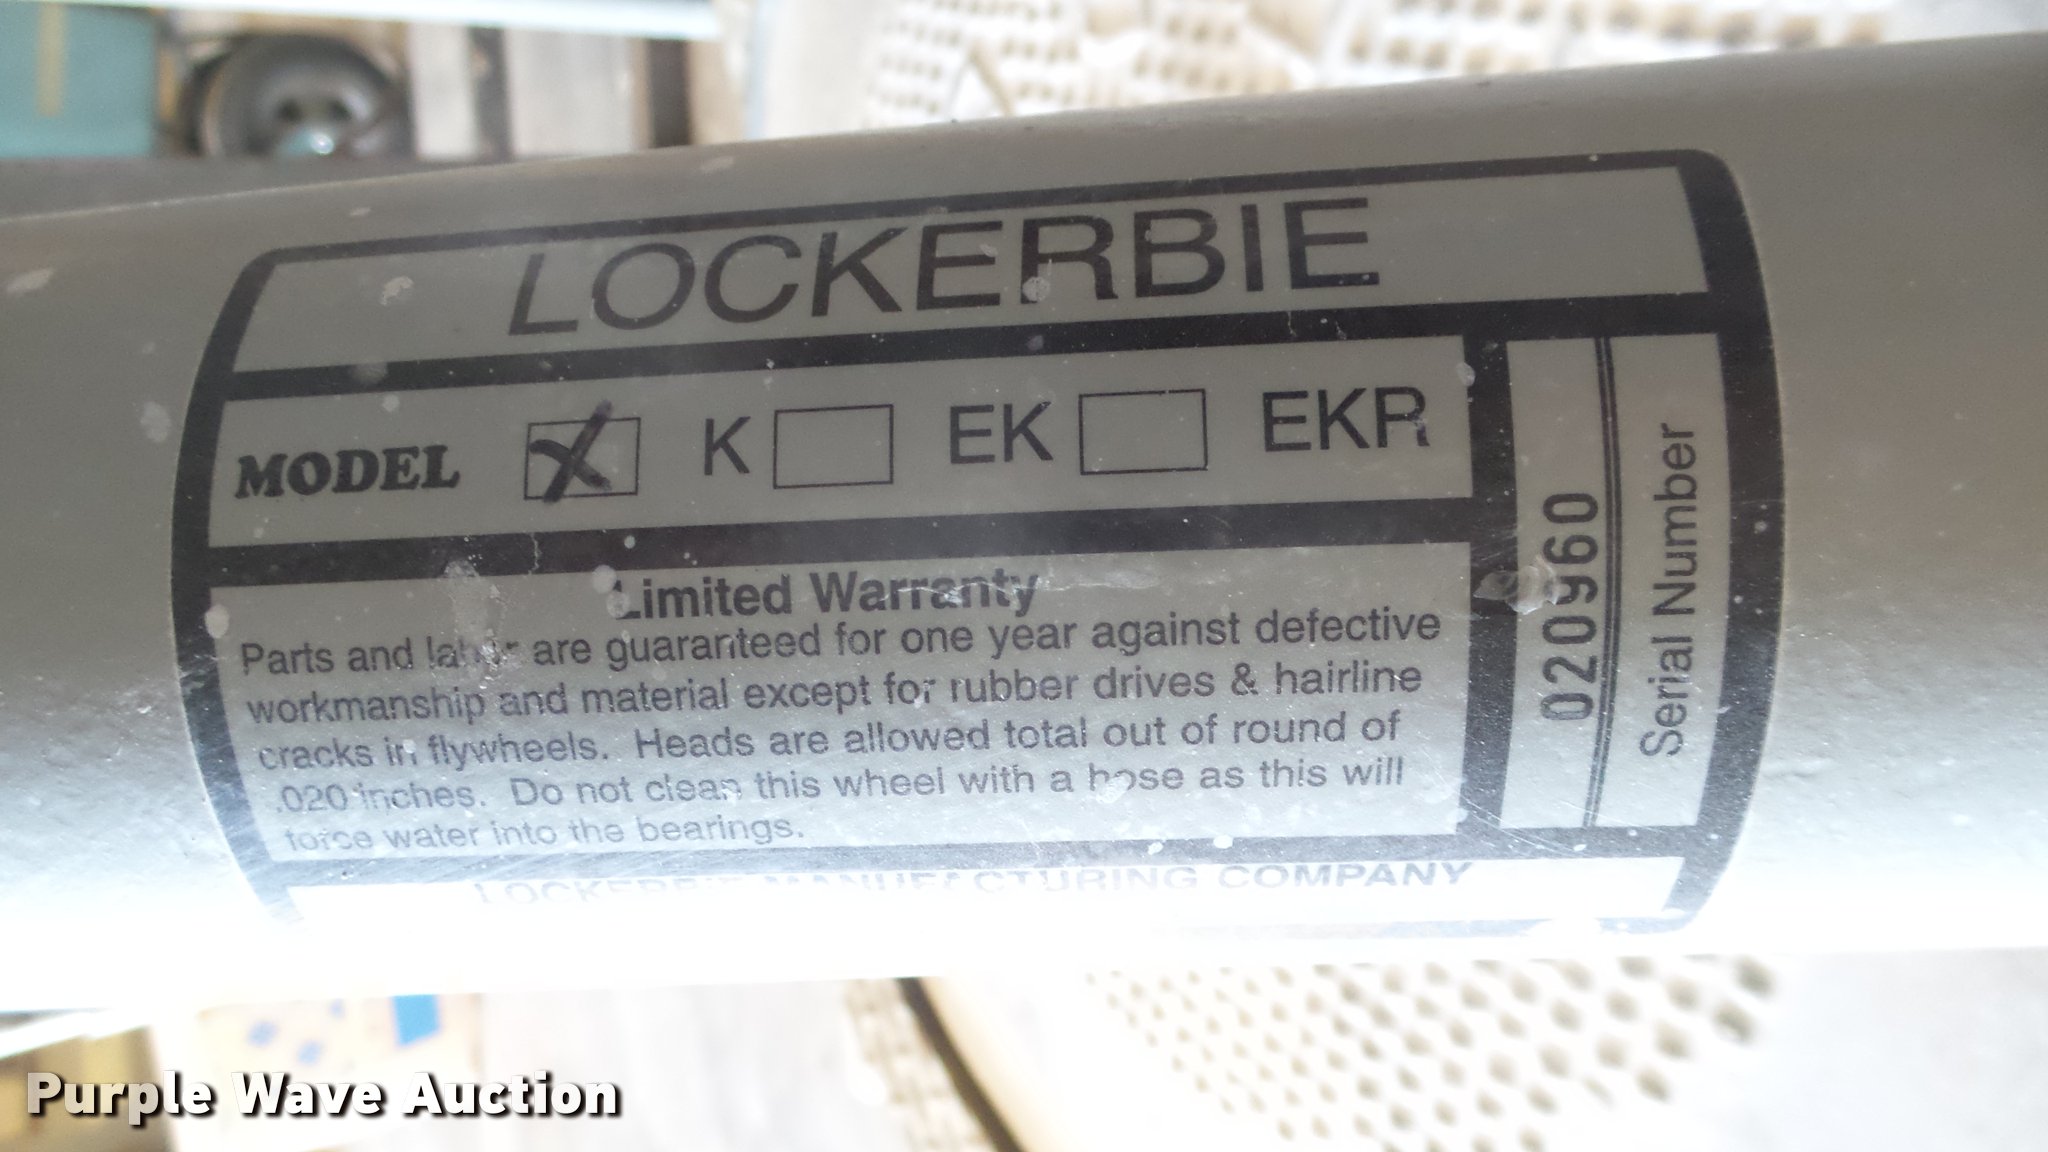 LOCKERBIE
MODEL K EK EKR
Limited Warranty
Parts and labor are guaranteed for one year against defective
workmanship and material except for rubber drives & hairline
cracks in flywheels. Heads are allowed total out of round of
.020 inches. Do not clean this wheel with a hose as this will
force water into the bearings.
020960
Serial Number
LOCKERBIE MANUFACTURING COMPANY
Purple Wave Auction